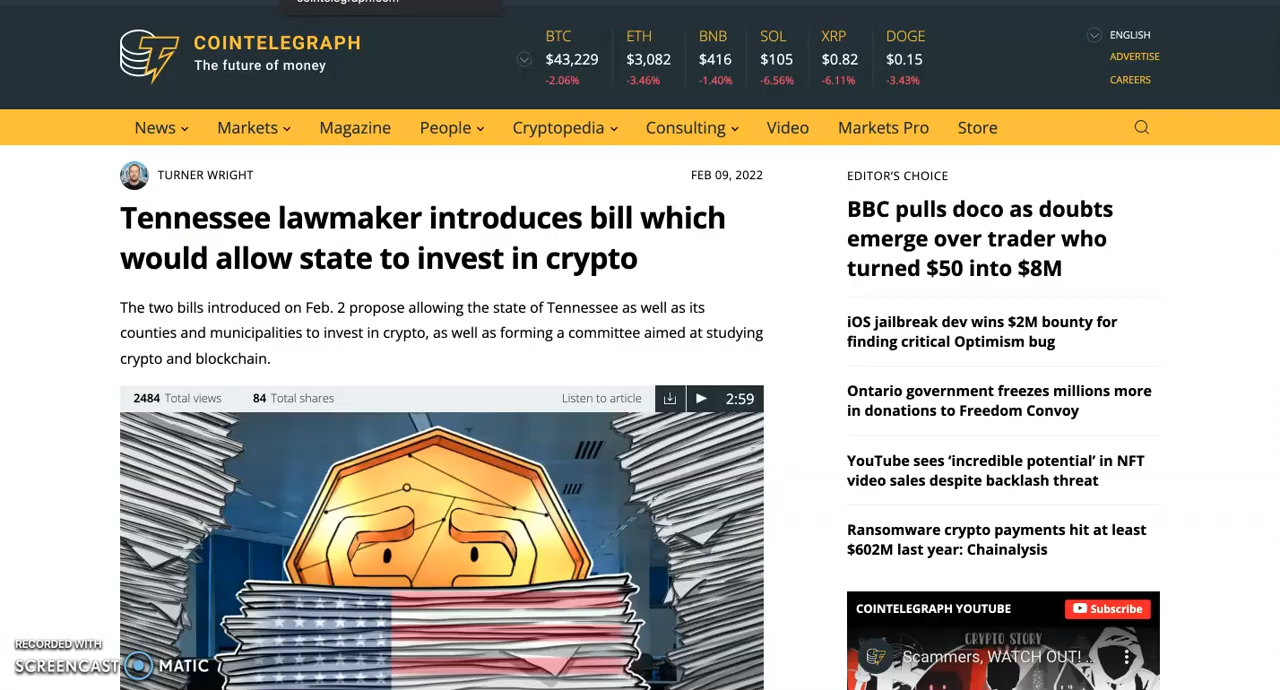 COINTELEGRAPH
The future of money
BTC
$43,229
-2.06%
ETH
$3,082
-3.46%
BNB
$416
-1.40%
SOL
$105
-6.56%
XRP
$0.82
-6.11%
DOGE
$0.15
-3.43%
ENGLISH
ADVERTISE
CAREERS
News Markets Magazine People Cryptopedia Consulting Video Markets Pro Store
TURNER WRIGHT
FEB 09, 2022
Tennessee lawmaker introduces bill which
would allow state to invest in crypto
The two bills introduced on Feb. 2 propose allowing the state of Tennessee as well as its
counties and municipalities to invest in crypto, as well as forming a committee aimed at studying
crypto and blockchain.
2484 Total views 84 Total shares Listen to article 2:59
EDITOR'S CHOICE
BBC pulls doco as doubts
emerge over trader who
turned $50 into $8M
iOS jailbreak dev wins $2M bounty for
finding critical Optimism bug
Ontario government freezes millions more
in donations to Freedom Convoy
YouTube sees ‘incredible potential’ in NFT
video sales despite backlash threat
Ransomware crypto payments hit at least
$602M last year: Chainalysis
COINTELEGRAPH YOUTUBE Subscribe
CRYPTO STORY
Scammers, WATCH OUT! ..
RECORDED WITH
SCREENCAST MATIC